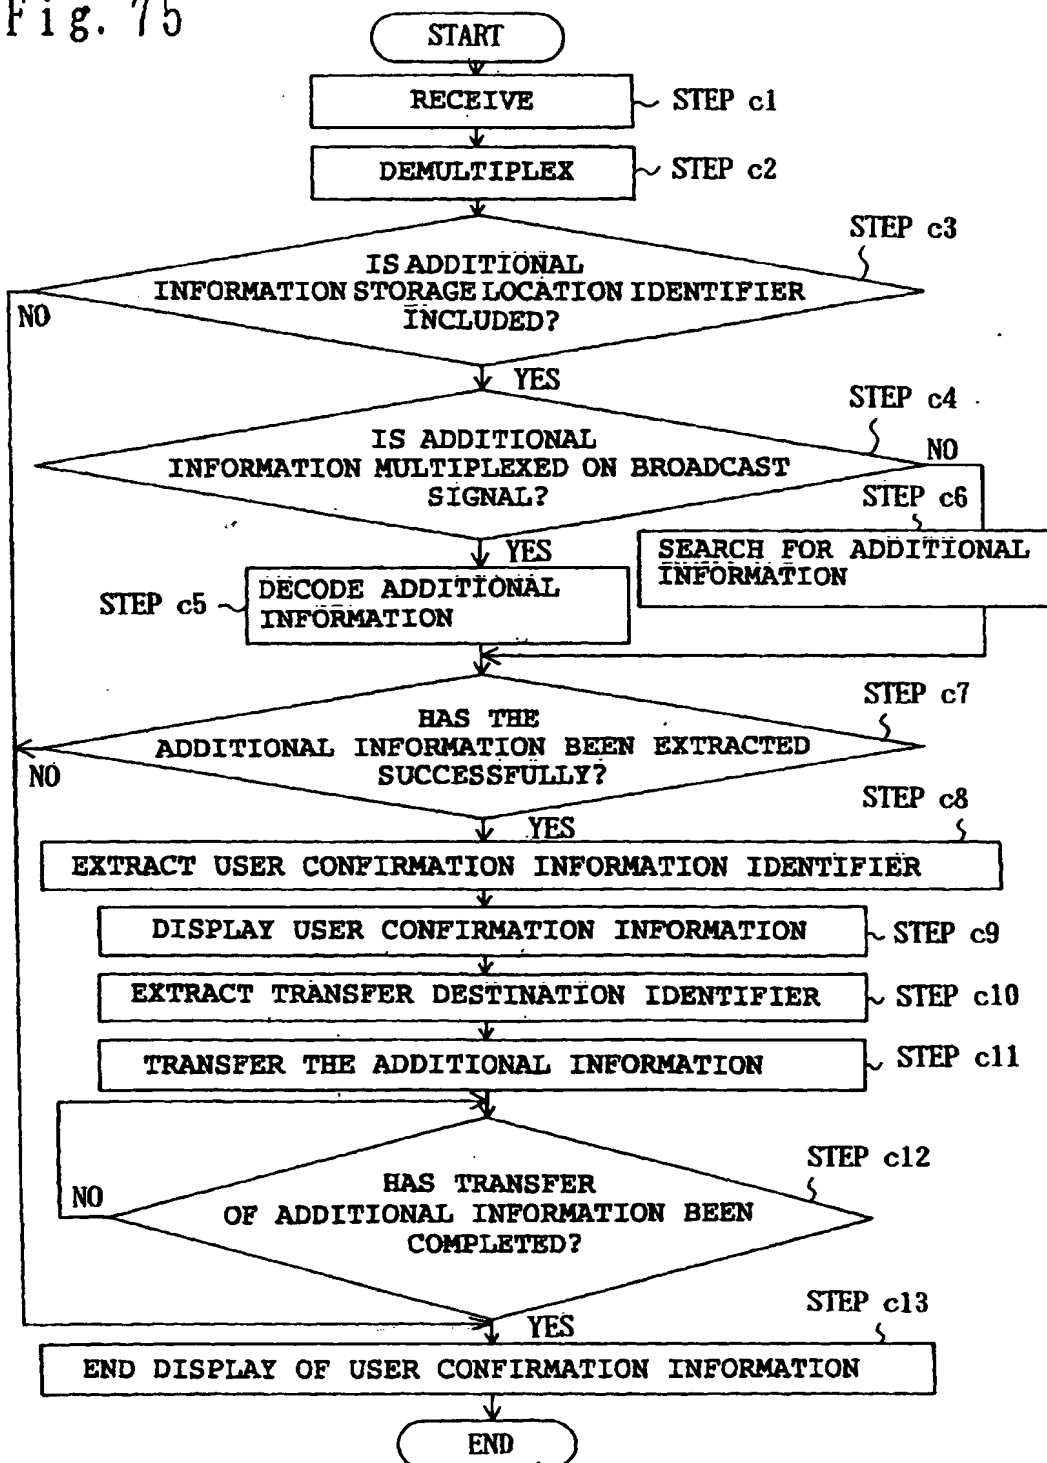 Fig. 75
START
RECEIVE
STEP c1
DEMULTIPLEX
STEP c2
STEP c3
IS ADDITIONAL
INFORMATION STORAGE LOCATION IDENTIFIER
INCLUDED?
NO
YES
STEP c4
IS ADDITIONAL
INFORMATION MULTIPLEXED ON BROADCAST
SIGNAL?
NO
STEP c6
YES
SEARCH FOR ADDITIONAL
INFORMATION
STEP c5
DECODE ADDITIONAL
INFORMATION
STEP c7
HAS THE
ADDITIONAL INFORMATION BEEN EXTRACTED
SUCCESSFULLY?
NO
YES
STEP c8
EXTRACT USER CONFIRMATION INFORMATION IDENTIFIER
DISPLAY USER CONFIRMATION INFORMATION
STEP c9
EXTRACT TRANSFER DESTINATION IDENTIFIER
STEP c10
TRANSFER THE ADDITIONAL INFORMATION
STEP c11
STEP c12
HAS TRANSFER
OF ADDITIONAL INFORMATION BEEN
COMPLETED?
NO
YES
STEP c13
END DISPLAY OF USER CONFIRMATION INFORMATION
END